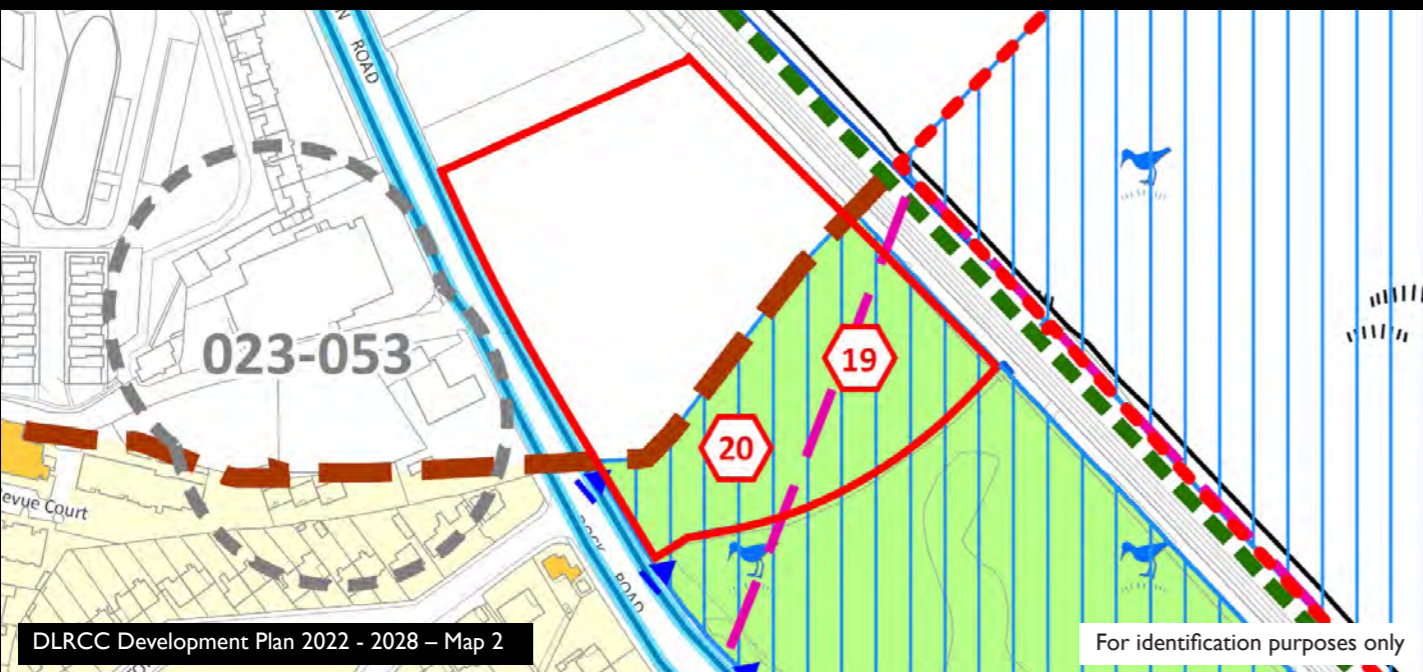 ROAD
023-053
19
20
evue Court
ROCK
ROAD
DLRCC Development Plan 2022 - 2028 – Map 2
For identification purposes only